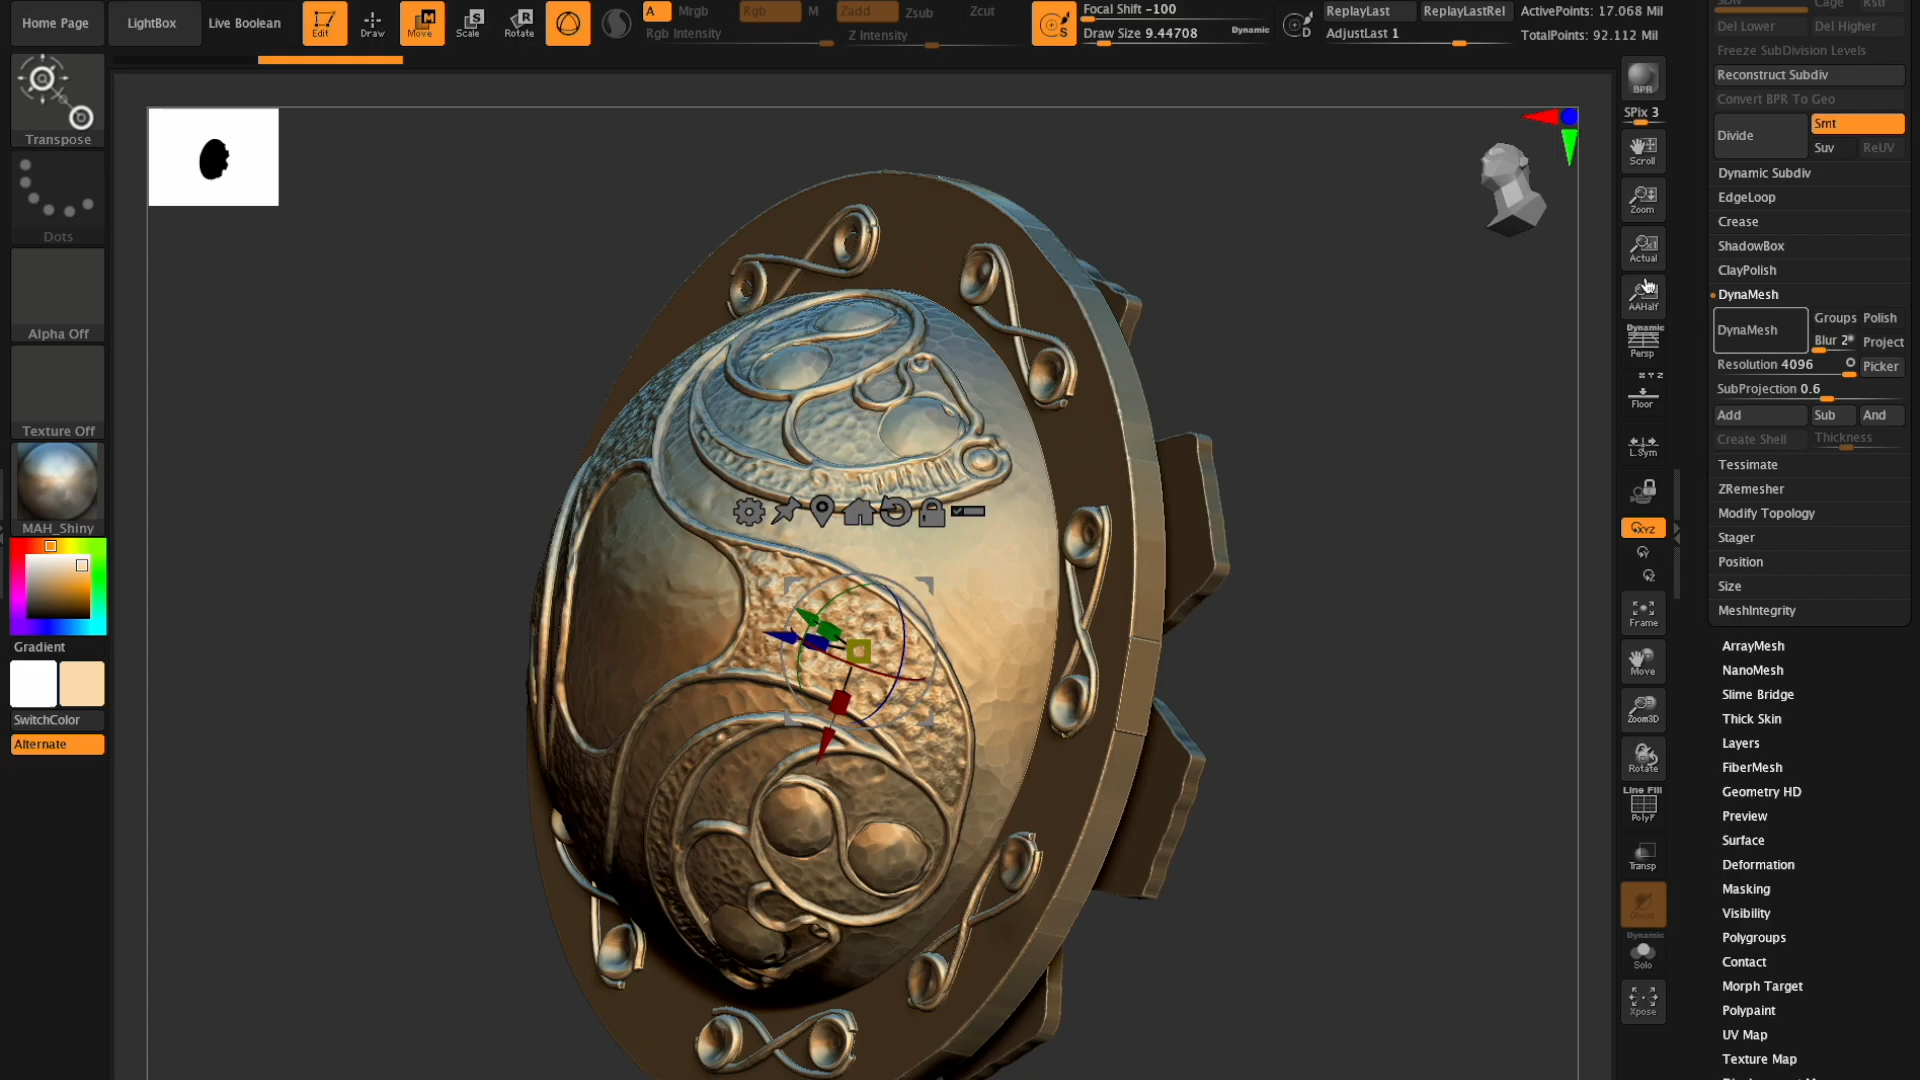 Home Page
LightBox
Live Boolean
Edit
Draw
Move
Scale
Rotate
A
Mrgb
Rgb
M
Zadd
Zsub
Zcut
Rgb Intensity
Z Intensity
Focal Shift -100
Draw Size 9.44708
Dynamic
ReplayLast
ReplayLastRel
AdjustLast 1
ActivePoints: 17.068 Mil
TotalPoints: 92.112 Mil
Transpose
Dots
Alpha Off
Texture Off
MAH_Shiny
Gradient
SwitchColor
Alternate
BPR
SPix 3
Scroll
Zoom
Actual
AAHalf
Dynamic
Persp
X Y Z
Floor
L.Sym
XYZ
Frame
Move
Zoom3D
Rotate
Line Fill
PolyF
Transp
Ghost
Dynamic
Solo
Xpose
SDiv
Cage
Rstr
Del Lower
Del Higher
Freeze SubDivision Levels
Reconstruct Subdiv
Convert BPR To Geo
Divide
Smt
Suv
ReUV
Dynamic Subdiv
EdgeLoop
Crease
ShadowBox
ClayPolish
DynaMesh
DynaMesh
Groups
Polish
Blur 2
Project
Resolution 4096
Picker
SubProjection 0.6
Add
Sub
And
Create Shell
Thickness
Tessimate
ZRemesher
Modify Topology
Stager
Position
Size
MeshIntegrity
ArrayMesh
NanoMesh
Slime Bridge
Thick Skin
Layers
FiberMesh
Geometry HD
Preview
Surface
Deformation
Masking
Visibility
Polygroups
Contact
Morph Target
Polypaint
UV Map
Texture Map